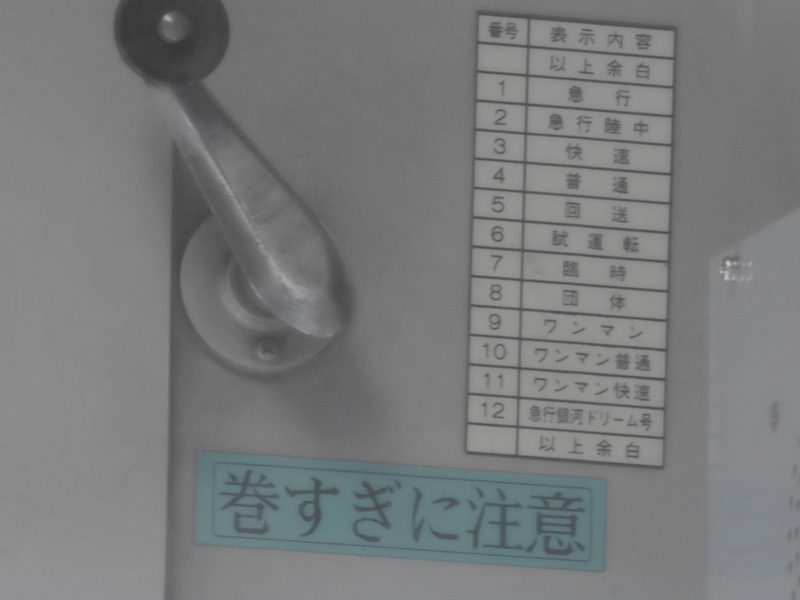 番号 表示内容
以上余白
1 急行
2 急行陸中
3 快速
4 普通
5 回送
6 試運転
7 臨時
8 団体
9 ワンマン
10 ワンマン普通
11 ワンマン快速
12 急行銀河ドリーム号
以上余白
巻すぎに注意